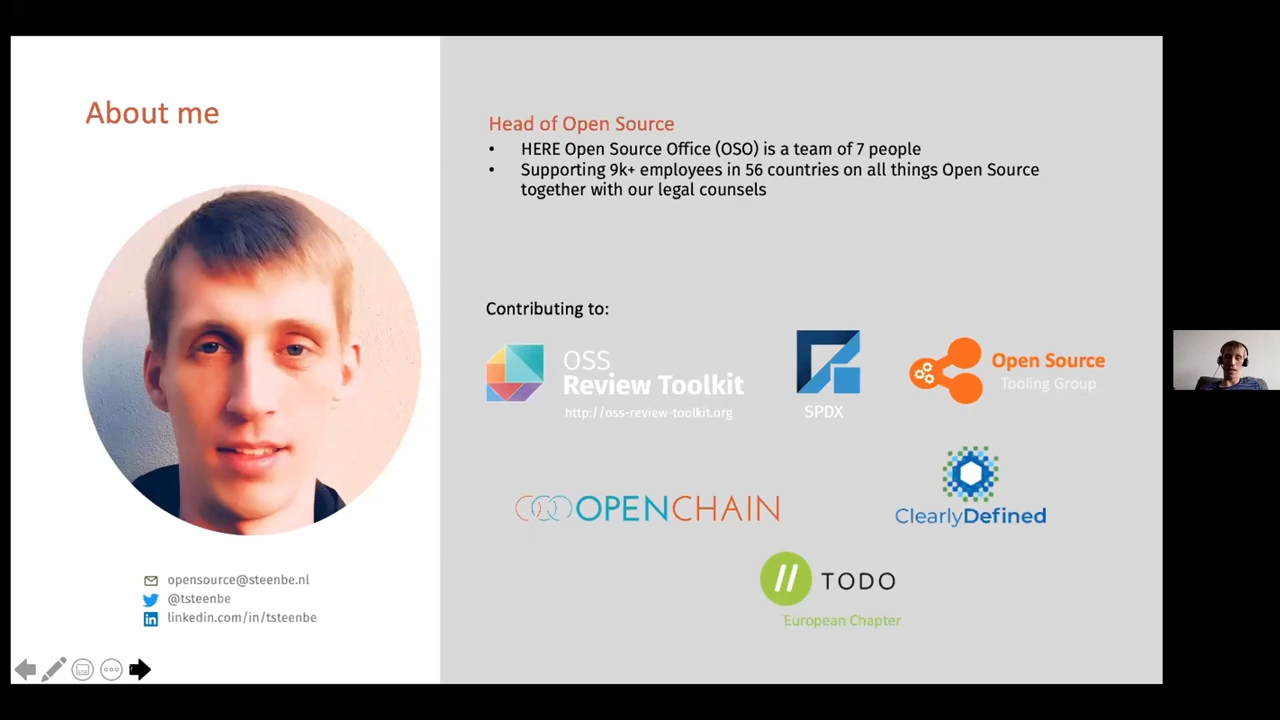 About me
opensource@steenbe.nl
@tsteenbe
linkedin.com/in/tsteenbe
Head of Open Source
• HERE Open Source Office (OSO) is a team of 7 people
• Supporting 9k+ employees in 56 countries on all things Open Source
together with our legal counsels
Contributing to:
OSS
Review Toolkit
http://oss-review-toolkit.org
SPDX
Open Source
Tooling Group
OPENCHAIN
ClearlyDefined
TODO
European Chapter